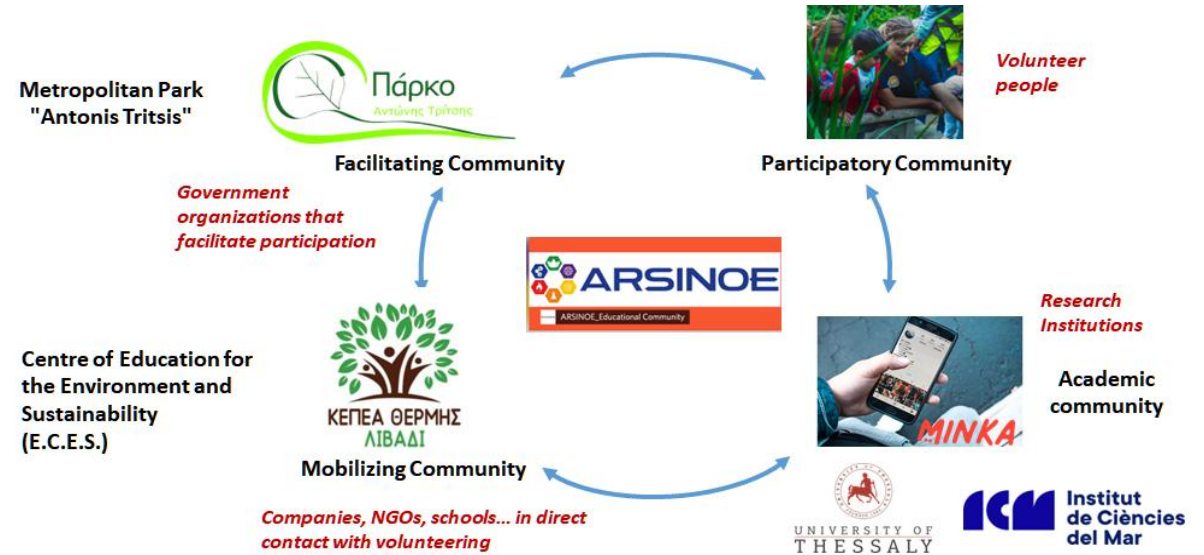 Metropolitan Park
"Antonis Tritsis"
Πάρκο
Αντώνης Τρίτσης
Facilitating Community
Volunteer
people
Participatory Community
Government
organizations that
facilitate participation
ARSINOE
ARSINOE_Educational Community
Centre of Education for
the Environment and
Sustainability
(E.C.E.S.)
ΚΕΠΕΑ ΘΕΡΜΗΣ
ΛΙΒΑΔΙ
Mobilizing Community
Companies, NGOs, schools... in direct
contact with volunteering
Research
Institutions
Academic
community
MINKA
UNIVERSITY OF
THESSALY
ICM
Institut
de Ciències
del Mar